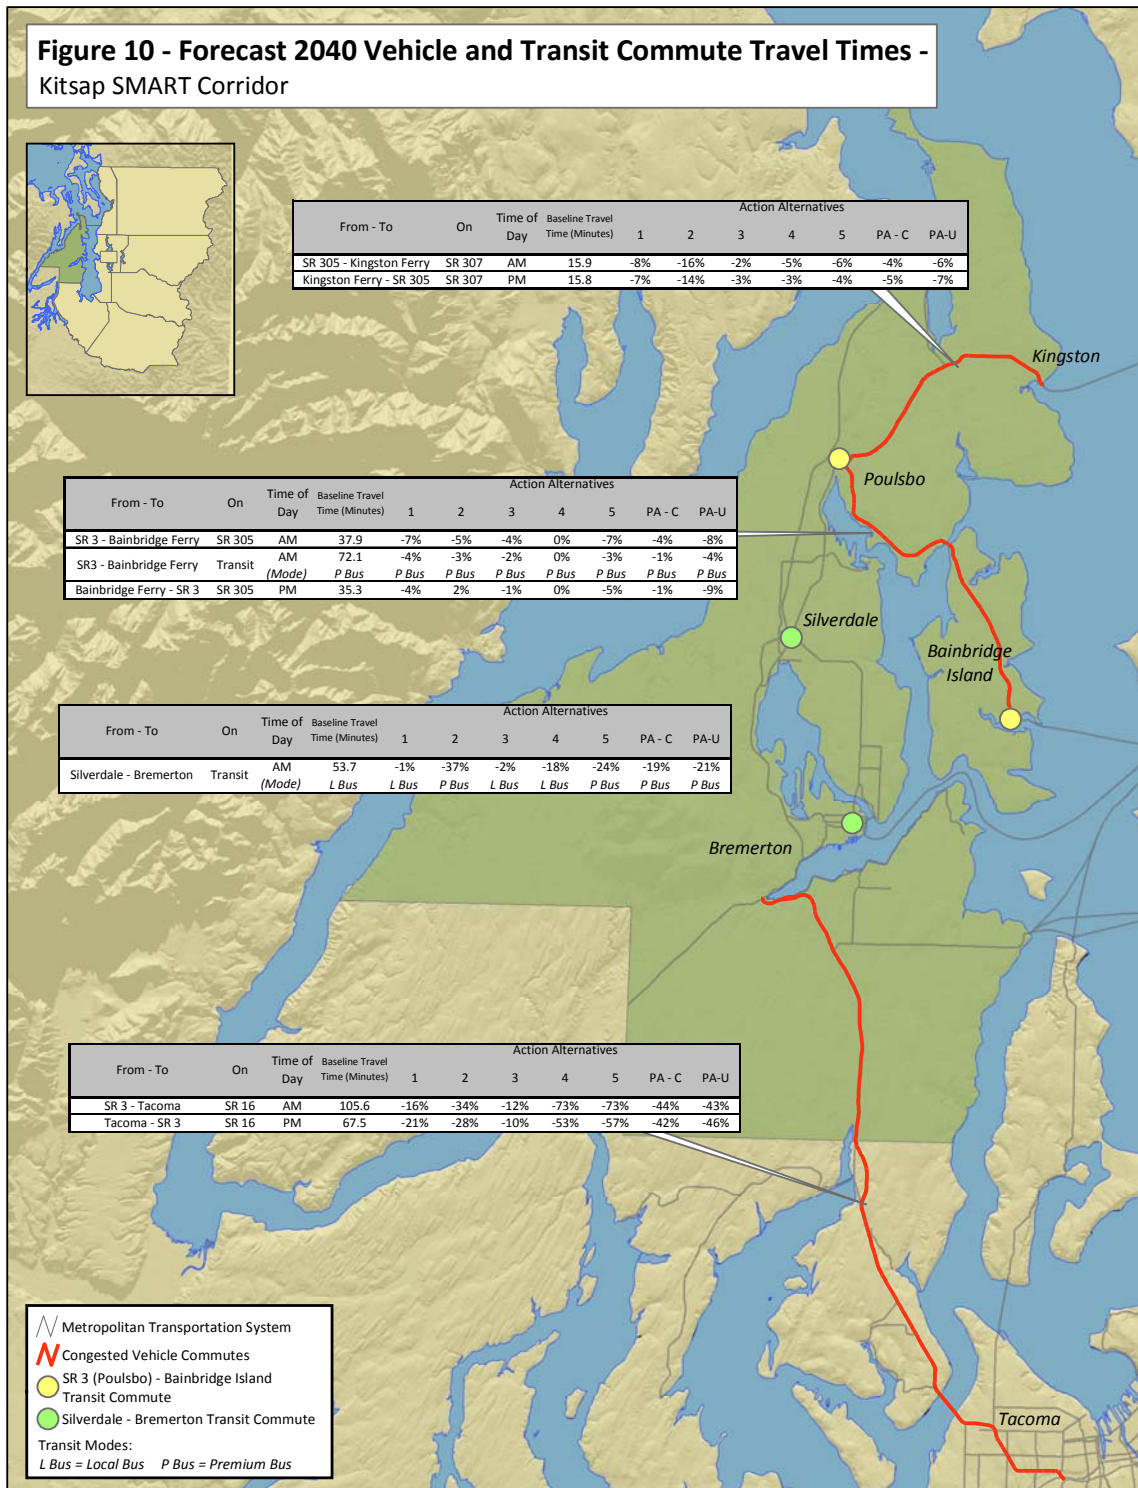 Figure 10 - Forecast 2040 Vehicle and Transit Commute Travel Times -
Kitsap SMART Corridor
From - To On Time of Day Baseline Travel Time (Minutes) Action Alternatives 1 2 3 4 5 PA - C PA-U
SR 305 - Kingston Ferry SR 307 AM 15.9 -8% -16% -2% -5% -6% -4% -6%
Kingston Ferry - SR 305 SR 307 PM 15.8 -7% -14% -3% -3% -4% -5% -7%
Kingston
Poulsbo
From - To On Time of Day Baseline Travel Time (Minutes) Action Alternatives 1 2 3 4 5 PA - C PA-U
SR 3 - Bainbridge Ferry SR 305 AM 37.9 -7% -5% -4% 0% -7% -4% -8%
SR3 - Bainbridge Ferry Transit AM 72.1 -4% -3% -2% 0% -3% -1% -4%
(Mode) P Bus P Bus P Bus P Bus P Bus P Bus P Bus P Bus
Bainbridge Ferry - SR 3 SR 305 PM 35.3 -4% 2% -1% 0% -5% -1% -9%
Silverdale
Bainbridge
Island
From - To On Time of Day Baseline Travel Time (Minutes) Action Alternatives 1 2 3 4 5 PA - C PA-U
Silverdale - Bremerton Transit AM 53.7 -1% -37% -2% -18% -24% -19% -21%
(Mode) L Bus L Bus P Bus L Bus L Bus P Bus P Bus P Bus
Bremerton
From - To On Time of Day Baseline Travel Time (Minutes) Action Alternatives 1 2 3 4 5 PA - C PA-U
SR 3 - Tacoma SR 16 AM 105.6 -16% -34% -12% -73% -73% -44% -43%
Tacoma - SR 3 SR 16 PM 67.5 -21% -28% -10% -53% -57% -42% -46%
Metropolitan Transportation System
Congested Vehicle Commutes
SR 3 (Poulsbo) - Bainbridge Island
Transit Commute
Silverdale - Bremerton Transit Commute
Transit Modes:
L Bus = Local Bus P Bus = Premium Bus
Tacoma